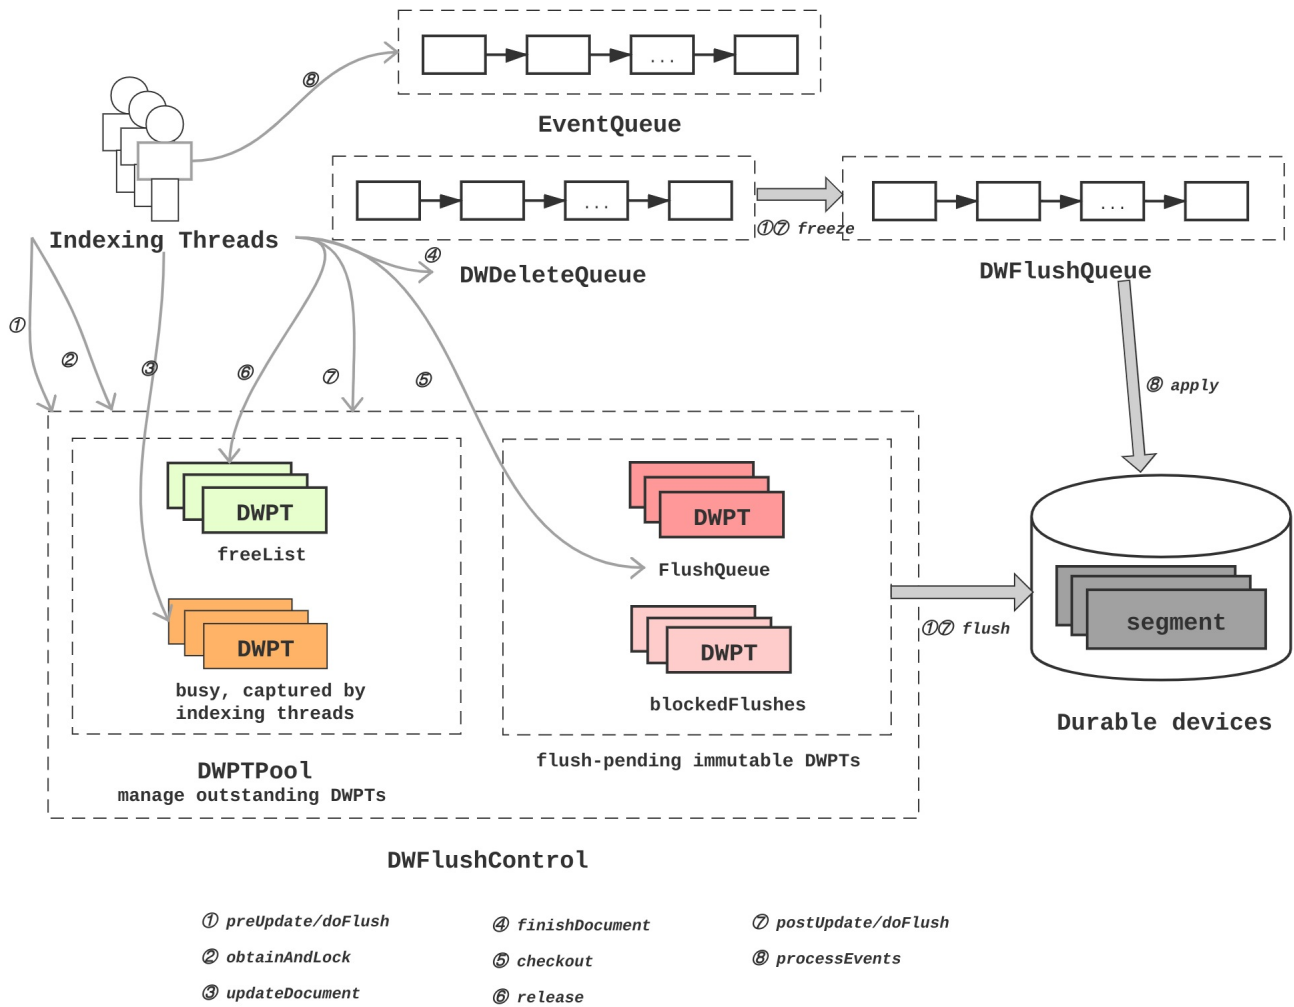 ...
⑧
EventQueue
...
...
①⑦ freeze
Indexing Threads
④
DWDeleteQueue
DWFlushQueue
①
②
③
⑥
⑦
⑤
⑧ apply
DWPT
freeList
DWPT
FlushQueue
segment
①⑦ flush
DWPT
busy, captured by
indexing threads
DWPT
blockedFlushes
Durable devices
DWPTPool
manage outstanding DWPTs
flush-pending immutable DWPTs
DWFlushControl
① preUpdate/doFlush
② obtainAndLock
③ updateDocument
④ finishDocument
⑤ checkout
⑥ release
⑦ postUpdate/doFlush
⑧ processEvents